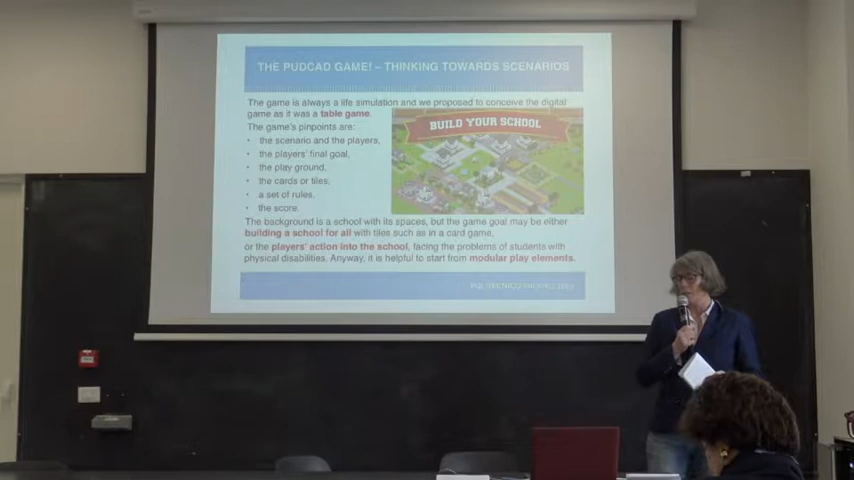 THE PUDCAD GAME! – THINKING TOWARDS SCENARIOS
The game is always a life simulation and we proposed to conceive the digital
game as it was a table game.
The game's pinpoints are:
• the scenario and the players,
• the players' final goal,
• the play ground,
• the cards or tiles,
• a set of rules,
• the score.
BUILD YOUR SCHOOL
The background is a school with its spaces, but the game goal may be either
building a school for all with tiles such as in a card game,
or the players' action into the school, facing the problems of students with
physical disabilities. Anyway, it is helpful to start from modular play elements.
POLITECNICO